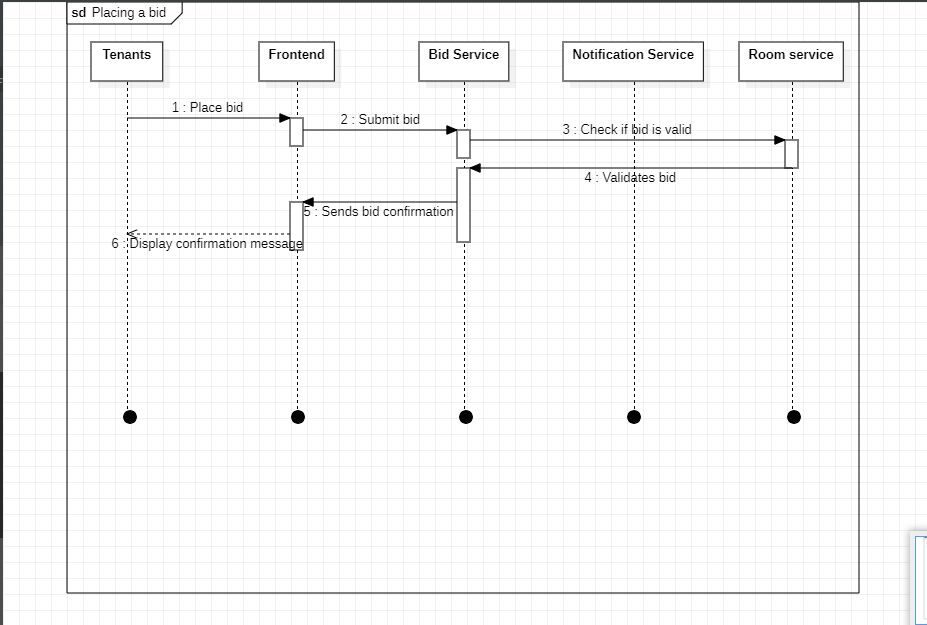 sd Placing a bid
Tenants
Frontend
Bid Service
Notification Service
Room service
1 : Place bid
2 : Submit bid
3 : Check if bid is valid
4 : Validates bid
5 : Sends bid confirmation
6 : Display confirmation message